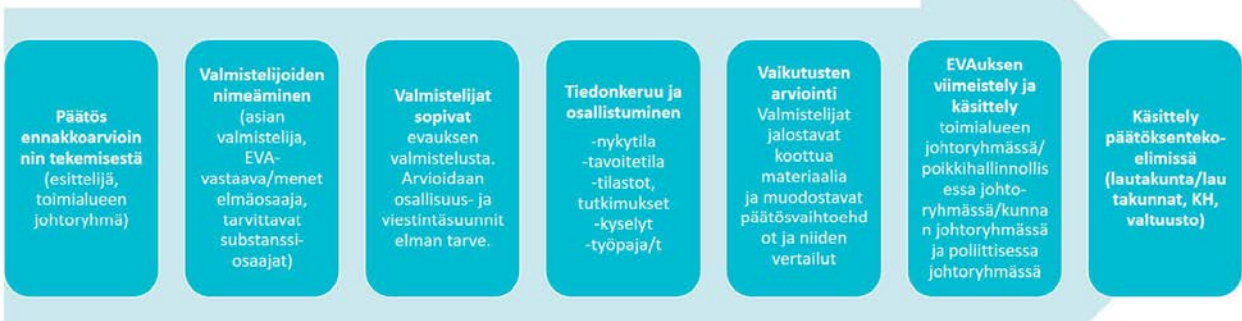 Päätös
ennakkoarvioin
nin tekemisestä
(esittelijä,
toimialueen
johtoryhmä)
Valmistelijoiden
nimeäminen
(asian
valmistelija,
EVA-
vastaava/menet
elmäosaaja,
tarvittavat
substanssi-
osaajat)
Valmistelijat
sopivat
evauksen
valmistelusta.
Arvioidaan
osallisuus- ja
viestintäsuunnit
elman tarve.
Tiedonkeruu ja
osallistuminen
-nykytila
-tavoitetila
-tilastot,
tutkimukset
-kyselyt
-työpaja/t
Vaikutusten
arviointi
Valmistelijat
jalostavat
koottua
materiaalia
ja muodostavat
päätösvaihtoehd
ot ja niiden
vertailut
EVAuksen
viimeistely ja
käsittely
toimialueen
johtoryhmässä/
poikkihallinnollis
essa johto-
ryhmässä/kunna
n johtoryhmässä
ja poliittisessa
johtoryhmässä
Käsittely
päätöksenteko-
elimissä
(lautakunta/lau
takunnat, KH,
valtuusto)